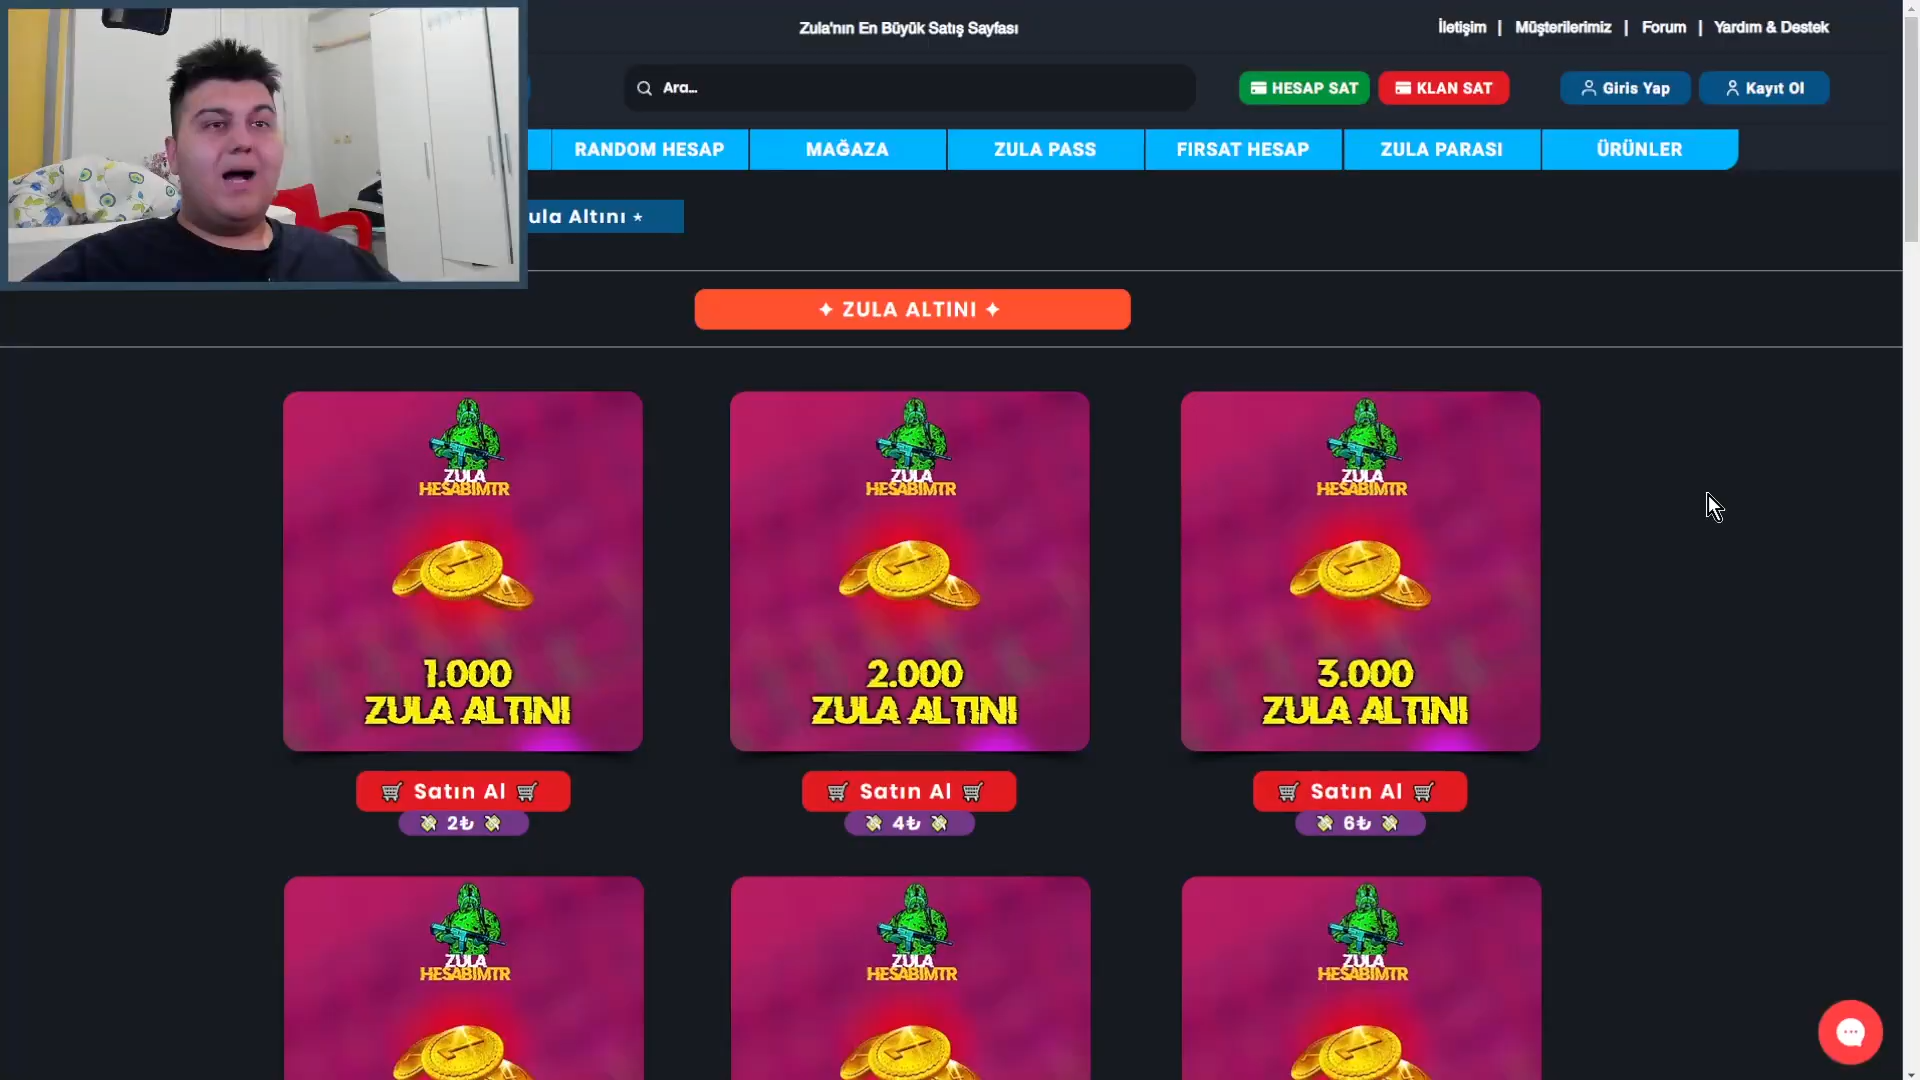 Zula'nın En Büyük Satış Sayfası
İletişim | Müşterilerimiz | Forum | Yardım & Destek
Ara...
HESAP SAT
KLAN SAT
Giris Yap
Kayıt Ol
RANDOM HESAP
MAĞAZA
ZULA PASS
FIRSAT HESAP
ZULA PARASI
ÜRÜNLER
ula Altını ⋆
✦ ZULA ALTINI ✦
ZULA
HESABIMTR
1.000
ZULA ALTINI
Satın Al
2₺
ZULA
HESABIMTR
2.000
ZULA ALTINI
Satın Al
4₺
ZULA
HESABIMTR
3.000
ZULA ALTINI
Satın Al
6₺
ZULA
HESABIMTR
ZULA
HESABIMTR
ZULA
HESABIMTR